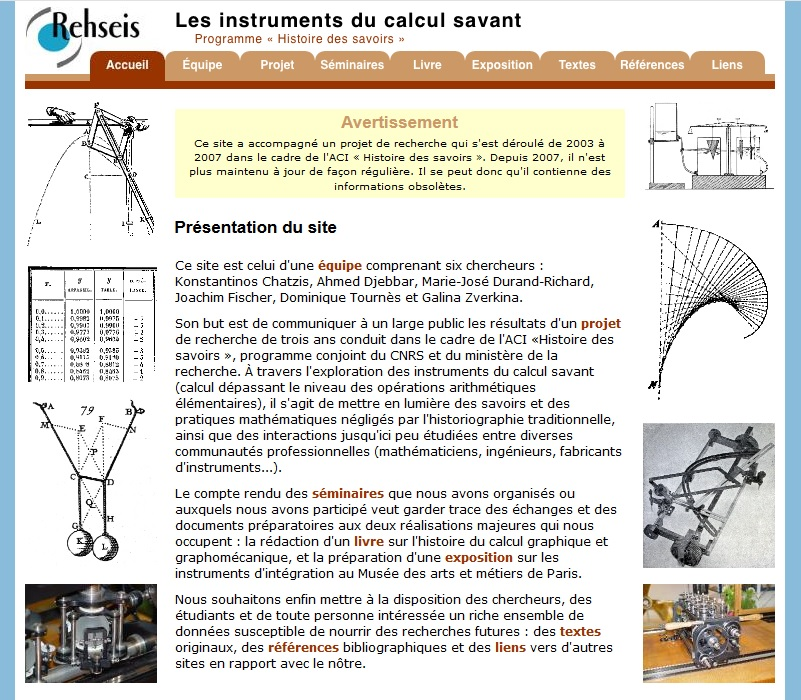 Rehseis
Les instruments du calcul savant
Programme « Histoire des savoirs »
Accueil
Équipe
Projet
Séminaires
Livre
Exposition
Textes
Références
Liens
Avertissement
Ce site a accompagné un projet de recherche qui s'est déroulé de 2003 à
2007 dans le cadre de l'ACI « Histoire des savoirs ». Depuis 2007, il n'est
plus maintenu à jour de façon régulière. Il se peut donc qu'il contienne des
informations obsolètes.
Présentation du site
Ce site est celui d'une équipe comprenant six chercheurs :
Konstantinos Chatzis, Ahmed Djebbar, Marie-José Durand-Richard,
Joachim Fischer, Dominique Tournès et Galina Zverkina.
Son but est de communiquer à un large public les résultats d'un projet
de recherche de trois ans conduit dans le cadre de l'ACI «Histoire des
savoirs », programme conjoint du CNRS et du ministère de la
recherche. À travers l'exploration des instruments du calcul savant
(calcul dépassant le niveau des opérations arithmétiques
élémentaires), il s'agit de mettre en lumière des savoirs et des
pratiques mathématiques négligés par l'historiographie traditionnelle,
ainsi que des interactions jusqu'ici peu étudiées entre diverses
communautés professionnelles (mathématiciens, ingénieurs, fabricants
d'instruments...).
Le compte rendu des séminaires que nous avons organisés ou
auxquels nous avons participé veut garder trace des échanges et des
documents préparatoires aux deux réalisations majeures qui nous
occupent : la rédaction d'un livre sur l'histoire du calcul graphique et
graphomécanique, et la préparation d'une exposition sur les
instruments d'intégration au Musée des arts et métiers de Paris.
Nous souhaitons enfin mettre à la disposition des chercheurs, des
étudiants et de toute personne intéressée un riche ensemble de
données susceptible de nourrir des recherches futures : des textes
originaux, des références bibliographiques et des liens vers d'autres
sites en rapport avec le nôtre.
79